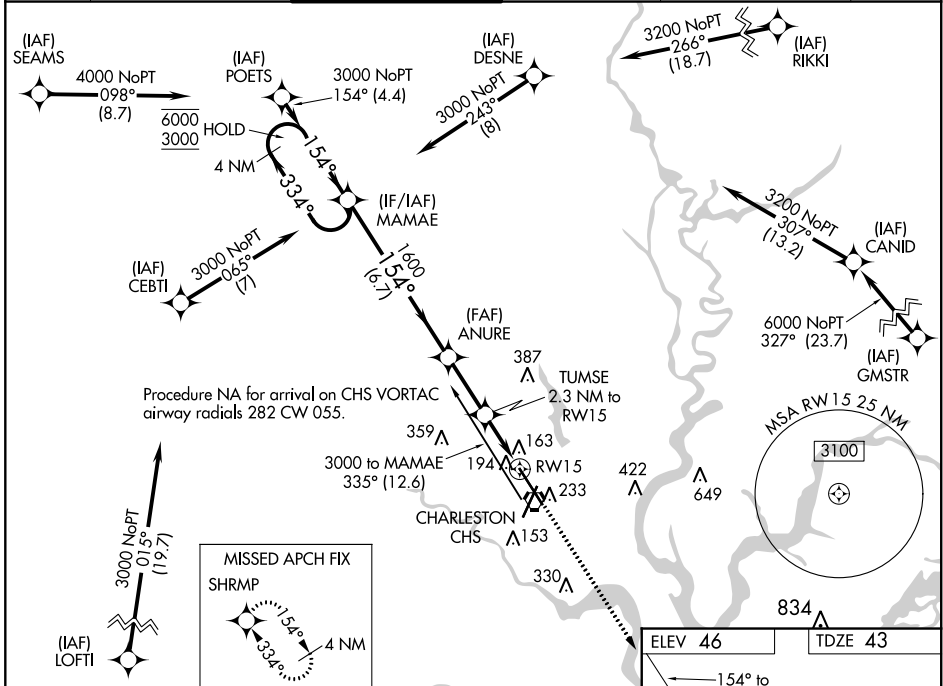 (IAF)
SEAMS
4000 NoPT
098°
(8.7)
(IAF)
POETS
3000 NoPT
154° (4.4)
6000
3000
HOLD
4 NM
154°
334°
(IF/IAF)
MAMAE
(IAF)
DESNE
3000 NoPT
243°
(8)
3200 NoPT
266°
(18.7)
(IAF)
RIKKI
3200 NoPT
307°
(13.2)
(IAF)
CANID
6000 NoPT
327° (23.7)
(IAF)
GMSTR
(IAF)
CEBTI
3000 NoPT
065°
(7)
1600
154°
(6.7)
(FAF)
ANURE
387
TUMSE
2.3 NM to
RW15
Procedure NA for arrival on CHS VORTAC
airway radials 282 CW 055.
359
3000 to MAMAE
335° (12.6)
163
194
RW15
233
CHARLESTON
CHS
153
330
422
649
MSA RW15 25 NM
3100
3000 NoPT
015°
(19.7)
(IAF)
LOFTI
MISSED APCH FIX
SHRMP
154°
334°
4 NM
834
ELEV 46
TDZE 43
154° to